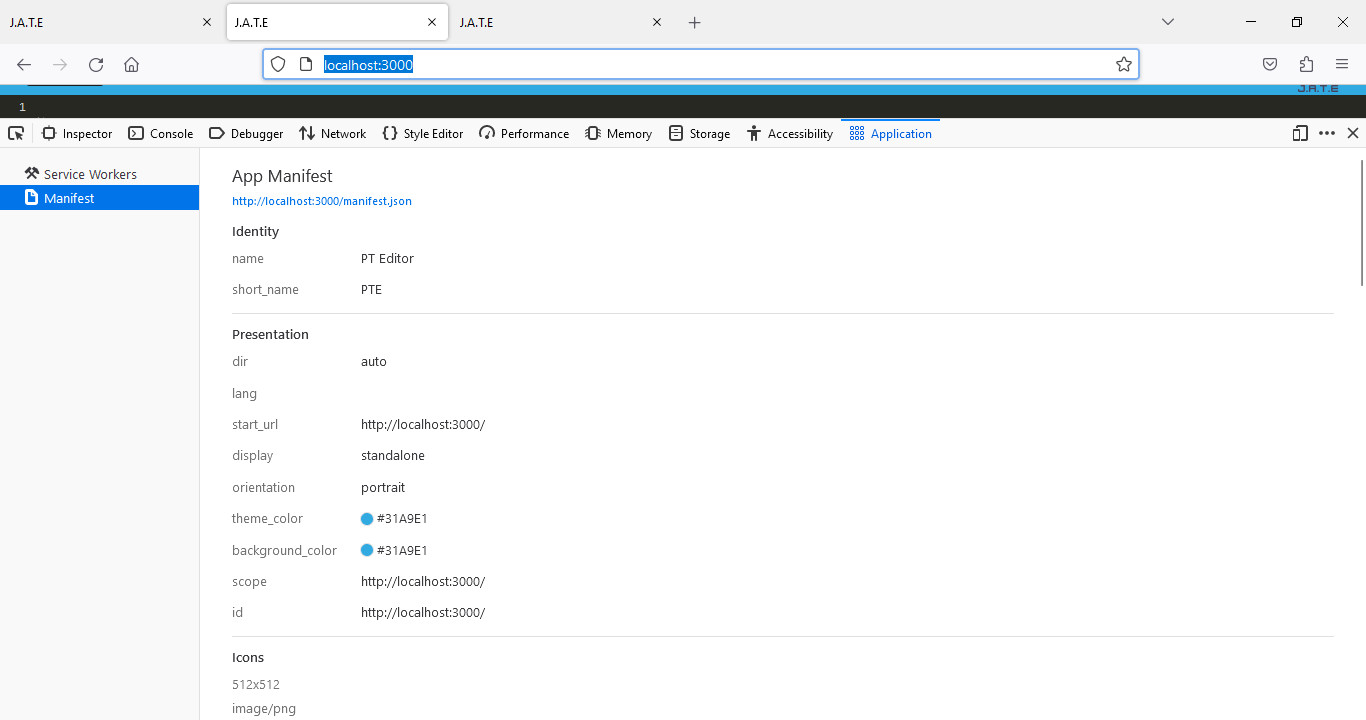 J.A.T.E
J.A.T.E
J.A.T.E
localhost:3000
J.A.T.E
1
Inspector Console Debugger Network Style Editor Performance Memory Storage Accessibility Application
Service Workers
Manifest
App Manifest
http://localhost:3000/manifest.json
Identity
name PT Editor
short_name PTE
Presentation
dir auto
lang
start_url http://localhost:3000/
display standalone
orientation portrait
theme_color #31A9E1
background_color #31A9E1
scope http://localhost:3000/
id http://localhost:3000/
Icons
512x512
image/png